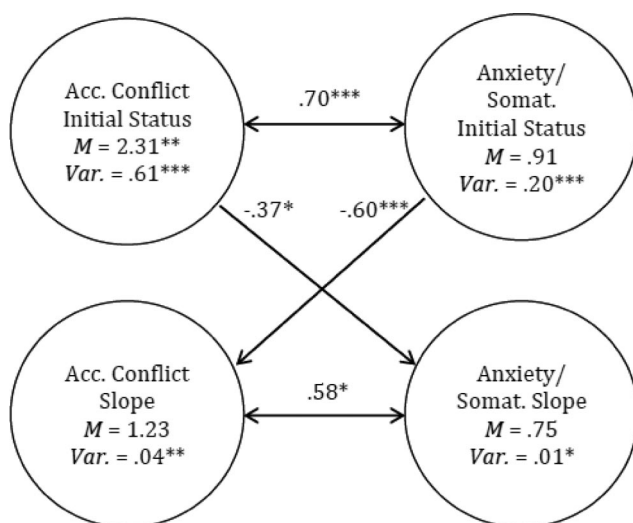 Acc. Conflict
Initial Status
M = 2.31**
Var. = .61***
.70***
Anxiety/
Somat.
Initial Status
M = .91
Var. = .20***
-.37*
-.60***
Acc. Conflict
Slope
M = 1.23
Var. = .04**
.58*
Anxiety/
Somat. Slope
M = .75
Var. = .01*